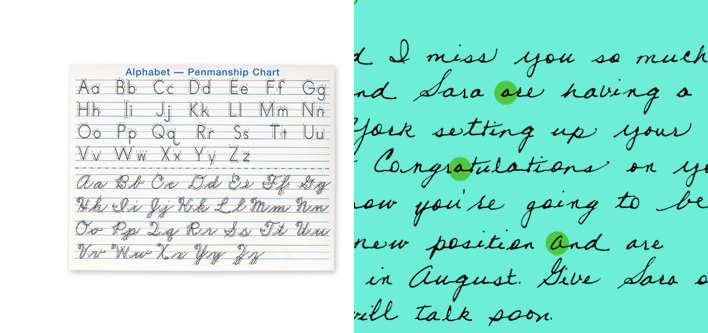 Alphabet — Penmanship Chart
Aa Bb Cc Dd Ee Ff Gg
Hh Ii Jj Kk Ll Mm Nn
Oo Pp Qq Rr Ss Tt Uu
Vv Ww Xx Yy Zz
Aa Bb Cc Dd Ee Ff Gg
Hh Ii Jj Kk Ll Mm Nn
Oo Pp Qq Rr Ss Tt Uu
Vv Ww Xx Yy Zz
I miss you so much
Sara are having a
York setting up your
Congratulations on
you're going to be
new position and are
in August. Give Sara
will talk soon.